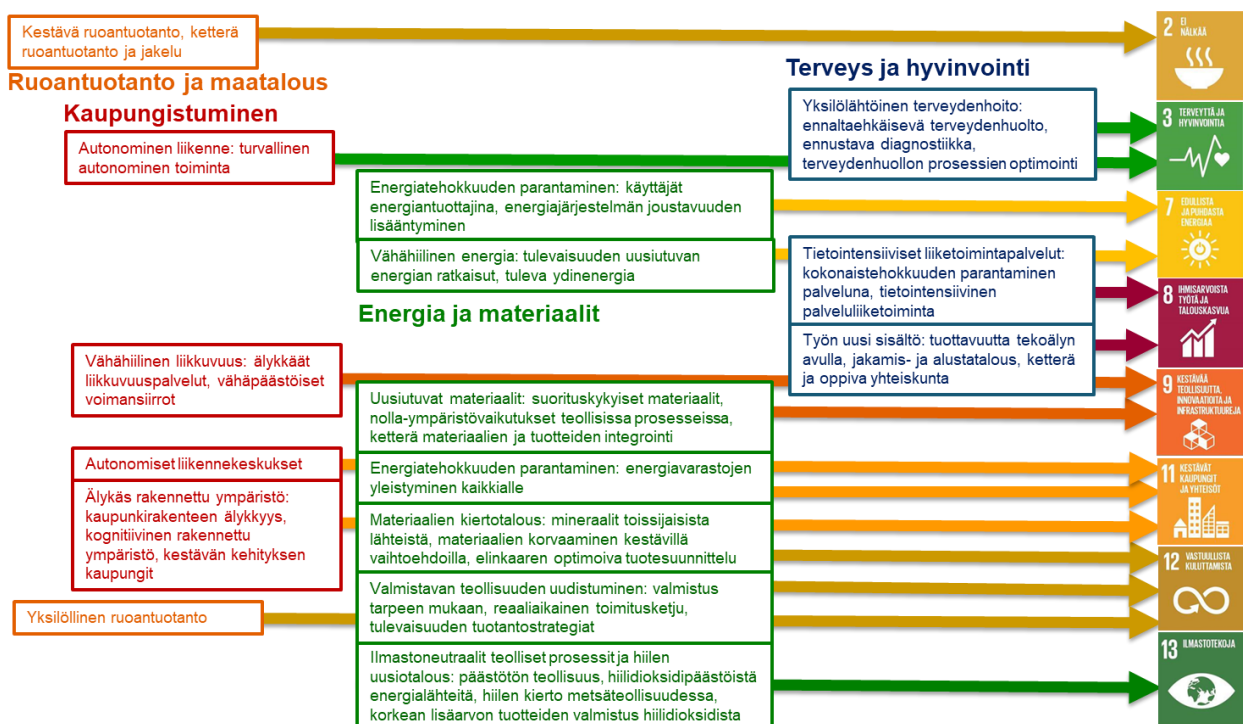 Kestävä ruoantuotanto, ketterä
ruoantuotanto ja jakelu
2 EI
NÄLKÄÄ
Ruoantuotanto ja maatalous
Terveys ja hyvinvointi
Kaupungistuminen
Yksilölähtöinen terveydenhoito:
ennaltaehkäisevä terveydenhuolto,
ennustava diagnostiikka,
terveydenhuollon prosessien optimointi
3 TERVEYTTÄ JA
HYVINVOINTIA
Autonominen liikenne: turvallinen
autonominen toiminta
Energiatehokkuuden parantaminen: käyttäjät
energiantuottajina, energiajärjestelmän joustavuuden
lisääntyminen
7 EDULLISTA
JA PUHDASTA
ENERGIAA
Vähähiilinen energia: tulevaisuuden uusiutuvan
energian ratkaisut, tuleva ydinenergia
Tietointensiiviset liiketoimintapalvelut:
kokonaistehokkuuden parantaminen
palveluna, tietointensiivinen
palveluliiketoiminta
8 IHMISARVOISTA
TYÖTÄ JA
TALOUSKASVUA
Energia ja materiaalit
Työn uusi sisältö: tuottavuutta tekoälyn
avulla, jakamis- ja alustatalous, ketterä
ja oppiva yhteiskunta
Vähähiilinen liikkuvuus: älykkäät
liikkuvuuspalvelut, vähäpäästöiset
voimansiirrot
9 KESTÄVÄÄ
TEOLLISUUTTA,
INNOVAATIOITA JA
INFRASTRUKTUUREJA
Uusiutuvat materiaalit: suorituskykyiset materiaalit,
nolla-ympäristövaikutukset teollisissa prosesseissa,
ketterä materiaalien ja tuotteiden integrointi
Autonomiset liikennekeskukset
Energiatehokkuuden parantaminen: energiavarastojen
yleistyminen kaikkialle
11 KESTÄVÄT
KAUPUNGIT
JA YHTEISÖT
Älykäs rakennettu ympäristö:
kaupunkirakenteen älykkyys,
kognitiivinen rakennettu
ympäristö, kestävän kehityksen
kaupungit
Materiaalien kiertotalous: mineraalit toissijaisista
lähteistä, materiaalien korvaaminen kestävillä
vaihtoehdoilla, elinkaaren optimoiva tuotesuunnittelu
12 VASTUULLISTA
KULUTTAMISTA
Valmistavan teollisuuden uudistuminen: valmistus
tarpeen mukaan, reaaliaikainen toimitusketju,
tulevaisuuden tuotantostrategiat
Yksilöllinen ruoantuotanto
Ilmastoneutraalit teolliset prosessit ja hiilen
uusiotalous: päästötön teollisuus, hiilidioksidipäästöistä
energialähteitä, hiilen kierto metsäteollisuudessa,
korkean lisäarvon tuotteiden valmistus hiilidioksidista
13 ILMASTOTEKOJA